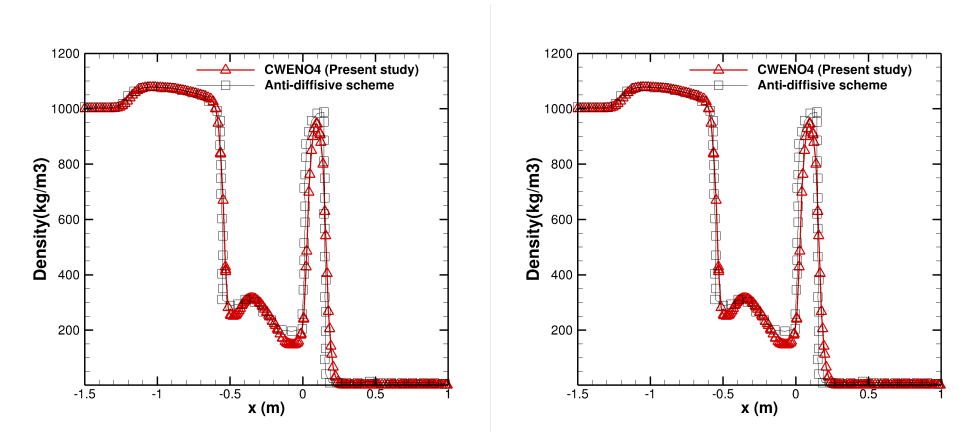 1200
CWENO4 (Present study)
Anti-diffisive scheme
1000
800
600
400
200
Density(kg/m3)
-1.5 -1 -0.5 0 0.5 1
x (m)
1200
CWENO4 (Present study)
Anti-diffisive scheme
1000
800
600
400
200
Density(kg/m3)
-1.5 -1 -0.5 0 0.5 1
x (m)